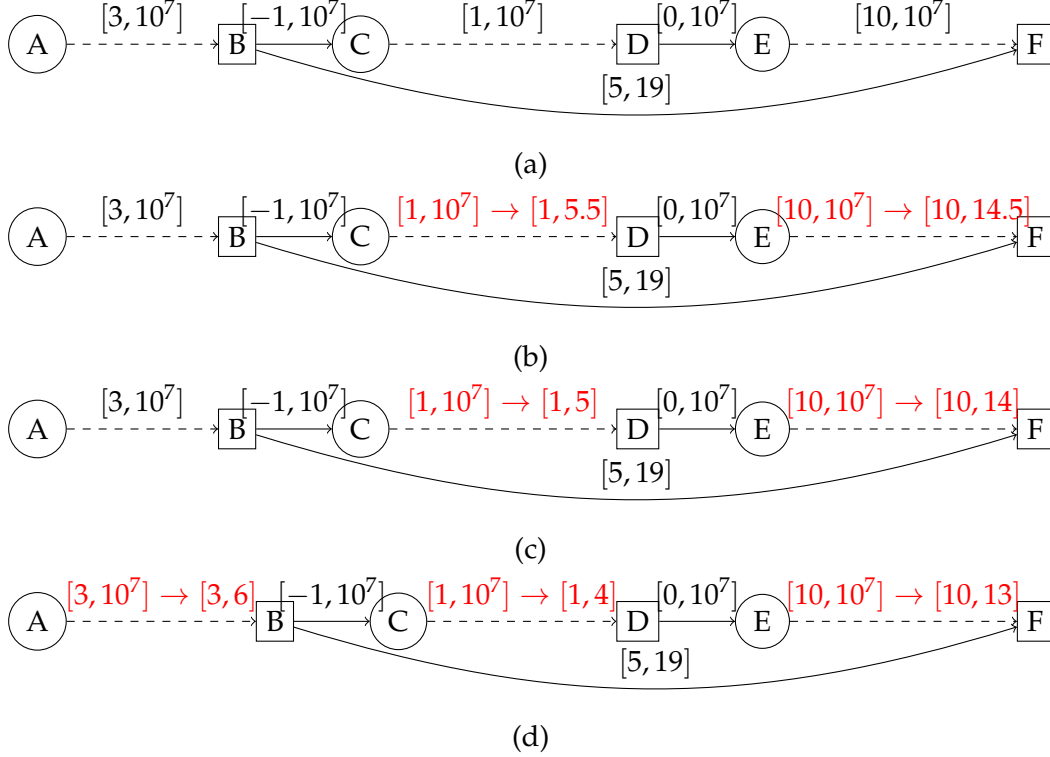 [3, 10⁷] [−1, 10⁷] [1, 10⁷] [0, 10⁷] [10, 10⁷]
A B C D E F
[5, 19]
(a)
[3, 10⁷] [−1, 10⁷] [1, 10⁷] → [1, 5.5] [0, 10⁷] [10, 10⁷] → [10, 14.5]
A B C D E F
[5, 19]
(b)
[3, 10⁷] [−1, 10⁷] [1, 10⁷] → [1, 5] [0, 10⁷] [10, 10⁷] → [10, 14]
A B C D E F
[5, 19]
(c)
[3, 10⁷] → [3, 6] [−1, 10⁷] [1, 10⁷] → [1, 4] [0, 10⁷] [10, 10⁷] → [10, 13]
A B C D E F
[5, 19]
(d)